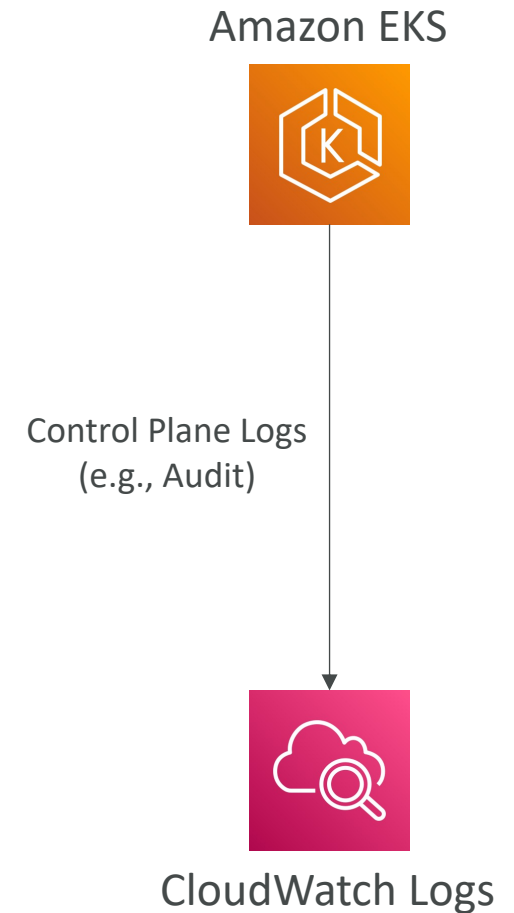 Amazon EKS
K
Control Plane Logs
(e.g., Audit)
CloudWatch Logs